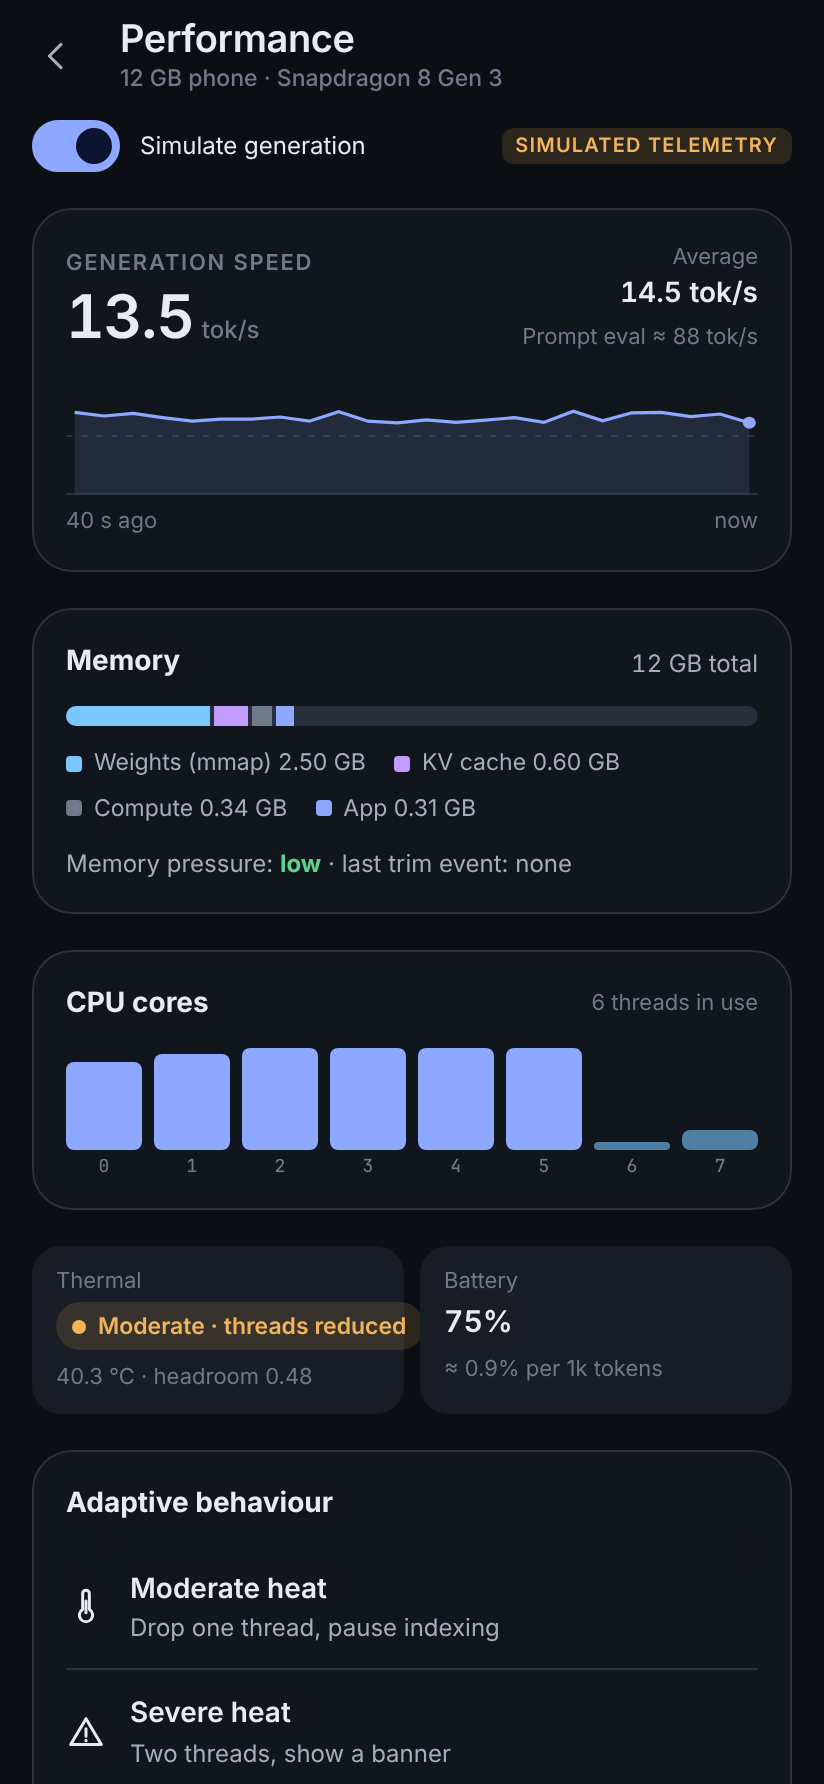 Performance
12 GB phone · Snapdragon 8 Gen 3
Simulate generation
SIMULATED TELEMETRY
GENERATION SPEED
13.5 tok/s
Average
14.5 tok/s
Prompt eval ≈ 88 tok/s
40 s ago
now
Memory
12 GB total
Weights (mmap) 2.50 GB
KV cache 0.60 GB
Compute 0.34 GB
App 0.31 GB
Memory pressure: low · last trim event: none
CPU cores
6 threads in use
0 1 2 3 4 5 6 7
Thermal
Moderate · threads reduced
40.3 °C · headroom 0.48
Battery
75%
≈ 0.9% per 1k tokens
Adaptive behaviour
Moderate heat
Drop one thread, pause indexing
Severe heat
Two threads, show a banner